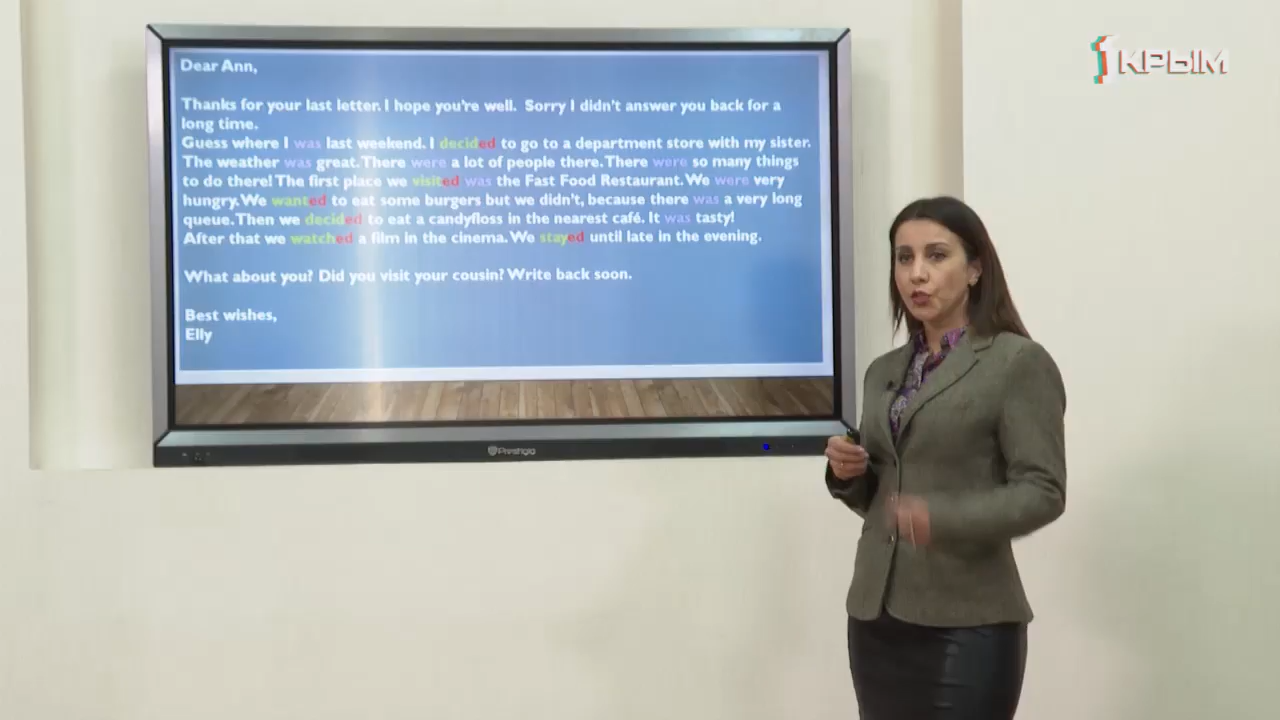 Dear Ann,
Thanks for your last letter. I hope you're well. Sorry I didn't answer you back for a
long time.
Guess where I was last weekend. I decided to go to a department store with my sister.
The weather was great. There were a lot of people there. There were so many things
to do there! The first place we visited was the Fast Food Restaurant. We were very
hungry. We wanted to eat some burgers but we didn't, because there was a very long
queue. Then we decided to eat a candyfloss in the nearest café. It was tasty!
After that we watched a film in the cinema. We stayed until late in the evening.
What about you? Did you visit your cousin? Write back soon.
Best wishes,
Elly
Prestigio
1 КРЫМ